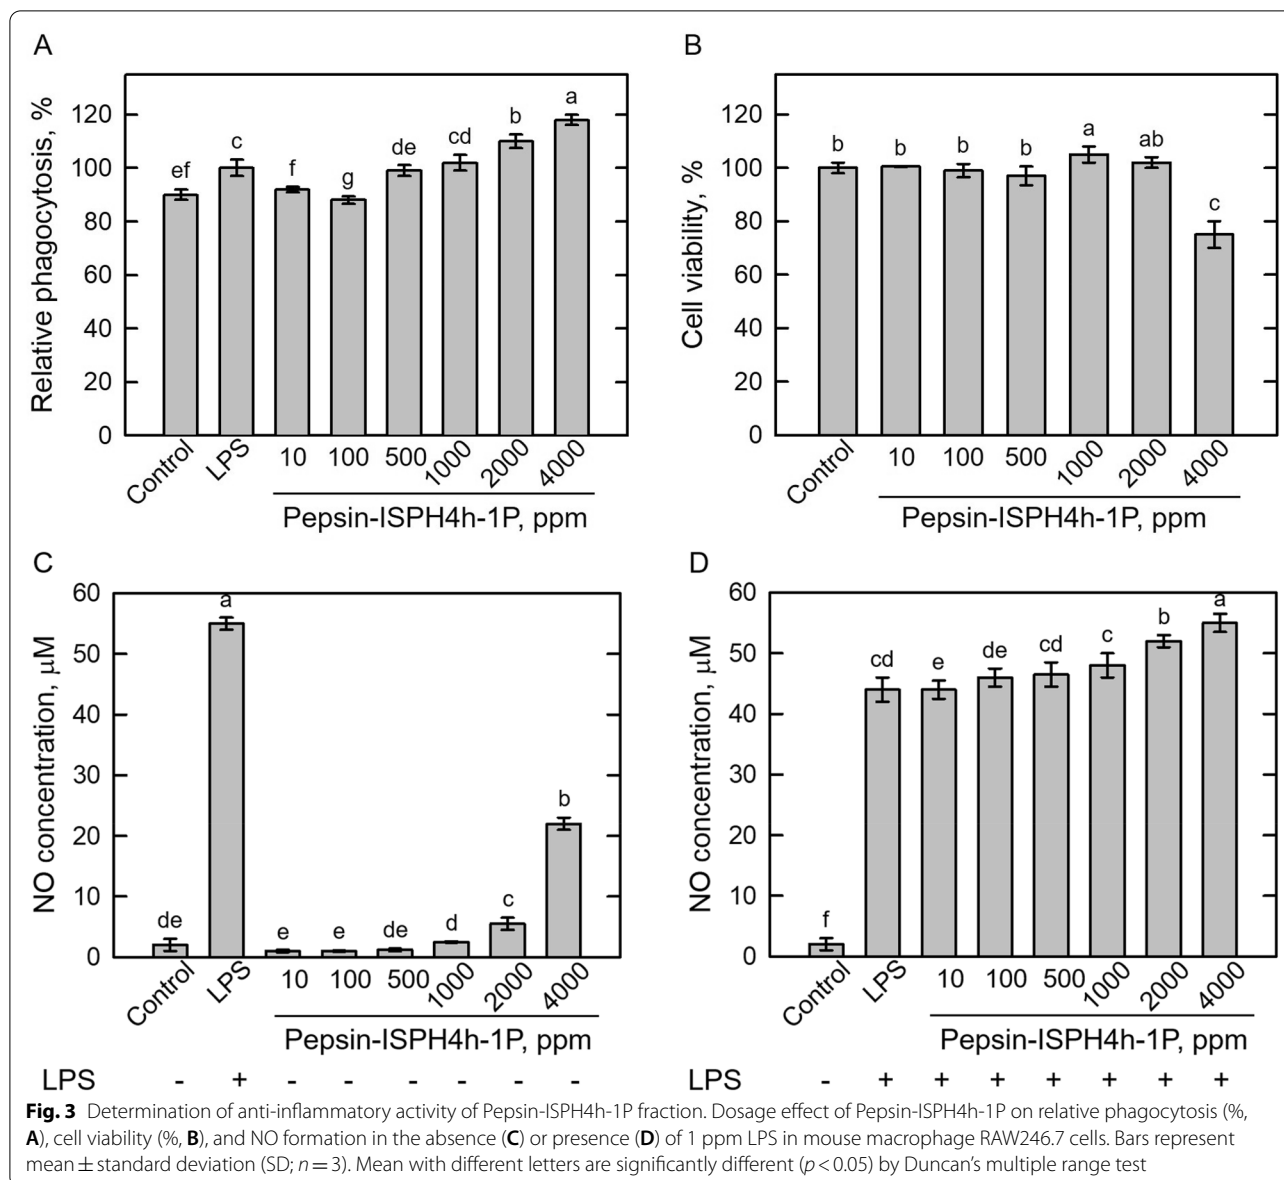 A
Relative phagocytosis, %
120
100
80
60
40
20
0
ef
c
f
g
de
cd
b
a
Control
LPS
10
100
500
1000
2000
4000
Pepsin-ISPH4h-1P, ppm
B
Cell viability, %
120
100
80
60
40
20
0
b
b
b
b
a
ab
c
Control
10
100
500
1000
2000
4000
Pepsin-ISPH4h-1P, ppm
C
NO concentration, μM
60
50
40
30
20
10
0
de
a
e
e
de
d
c
b
Control
LPS
10
100
500
1000
2000
4000
Pepsin-ISPH4h-1P, ppm
LPS - + - - - - - -
D
NO concentration, μM
60
50
40
30
20
10
0
f
cd
e
de
cd
c
b
a
Control
LPS
10
100
500
1000
2000
4000
Pepsin-ISPH4h-1P, ppm
LPS - + + + + + + +
Fig. 3 Determination of anti-inflammatory activity of Pepsin-ISPH4h-1P fraction. Dosage effect of Pepsin-ISPH4h-1P on relative phagocytosis (%,
A), cell viability (%, B), and NO formation in the absence (C) or presence (D) of 1 ppm LPS in mouse macrophage RAW246.7 cells. Bars represent
mean ± standard deviation (SD; n = 3). Mean with different letters are significantly different (p < 0.05) by Duncan's multiple range test